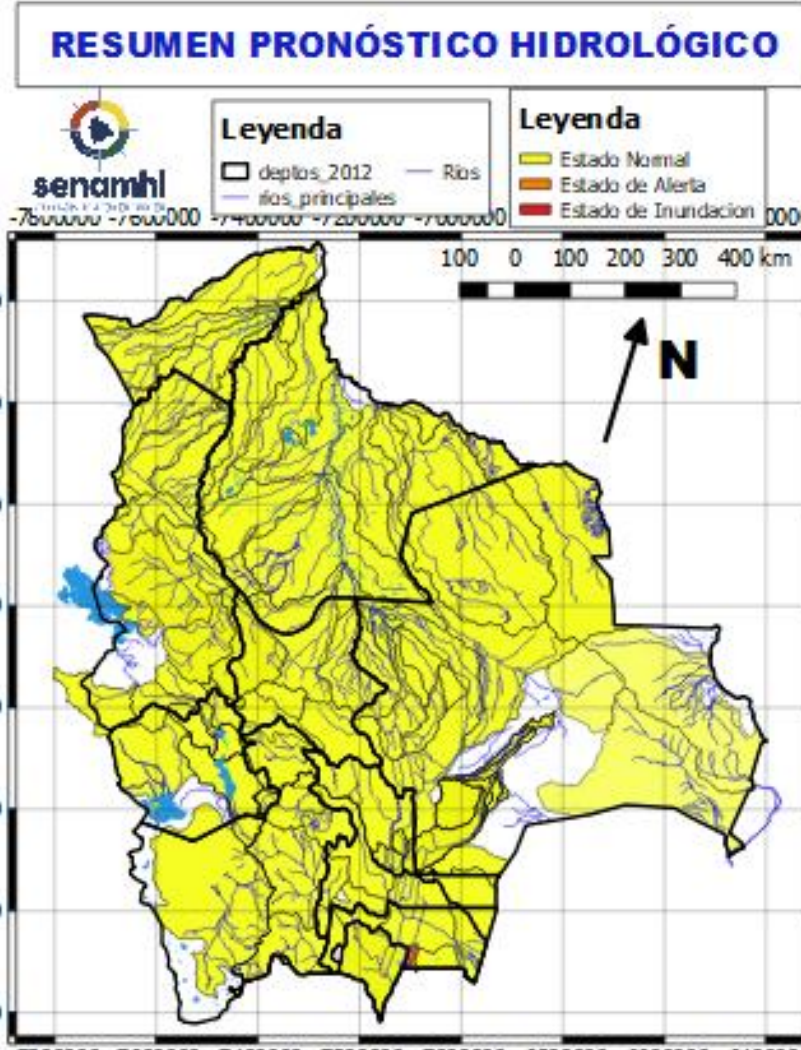 RESUMEN PRONÓSTICO HIDROLÓGICO
senamhi
Leyenda
deptos_2012
Rios
rios_principales
Leyenda
Estado Normal
Estado de Alerta
Estado de Inundacion
-7800000 -7600000 -7400000 -7200000 -7000000
100 0 100 200 300 400 km
N